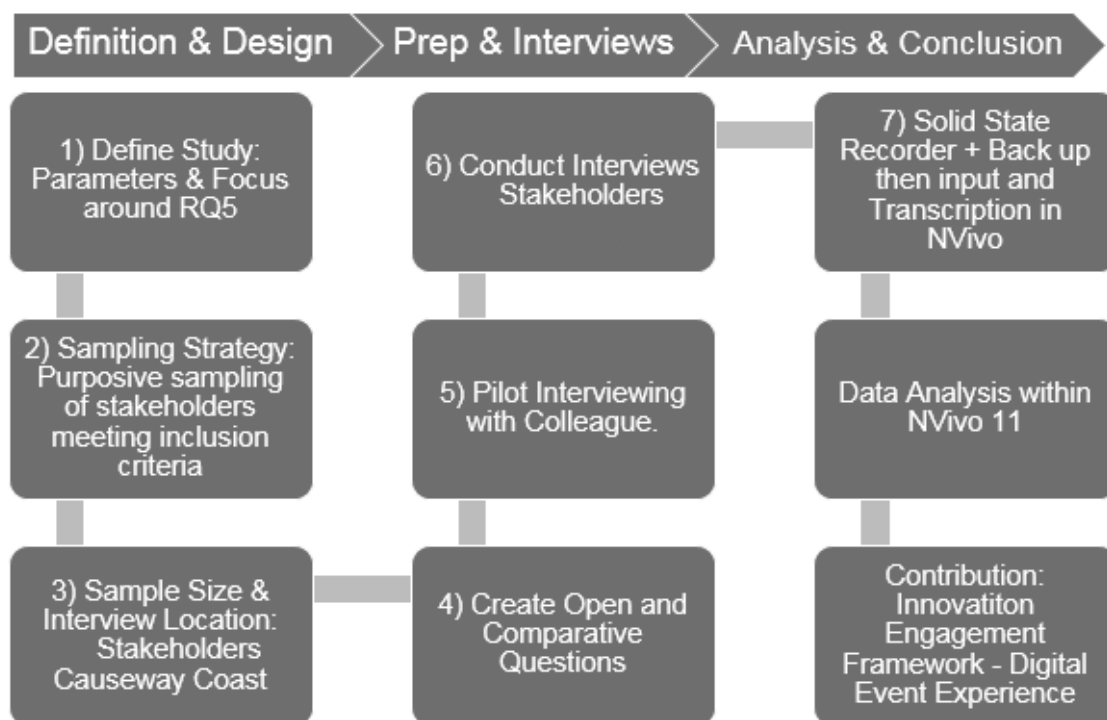 Definition & Design
Prep & Interviews
Analysis & Conclusion
1) Define Study:
Parameters & Focus
around RQ5
2) Sampling Strategy:
Purposive sampling
of stakeholders
meeting inclusion
criteria
3) Sample Size &
Interview Location:
Stakeholders
Causeway Coast
4) Create Open and
Comparative
Questions
5) Pilot Interviewing
with Colleague.
6) Conduct Interviews
Stakeholders
7) Solid State
Recorder + Back up
then input and
Transcription in
NVivo
Data Analysis within
NVivo 11
Contribution:
Innovatiton
Engagement
Framework - Digital
Event Experience